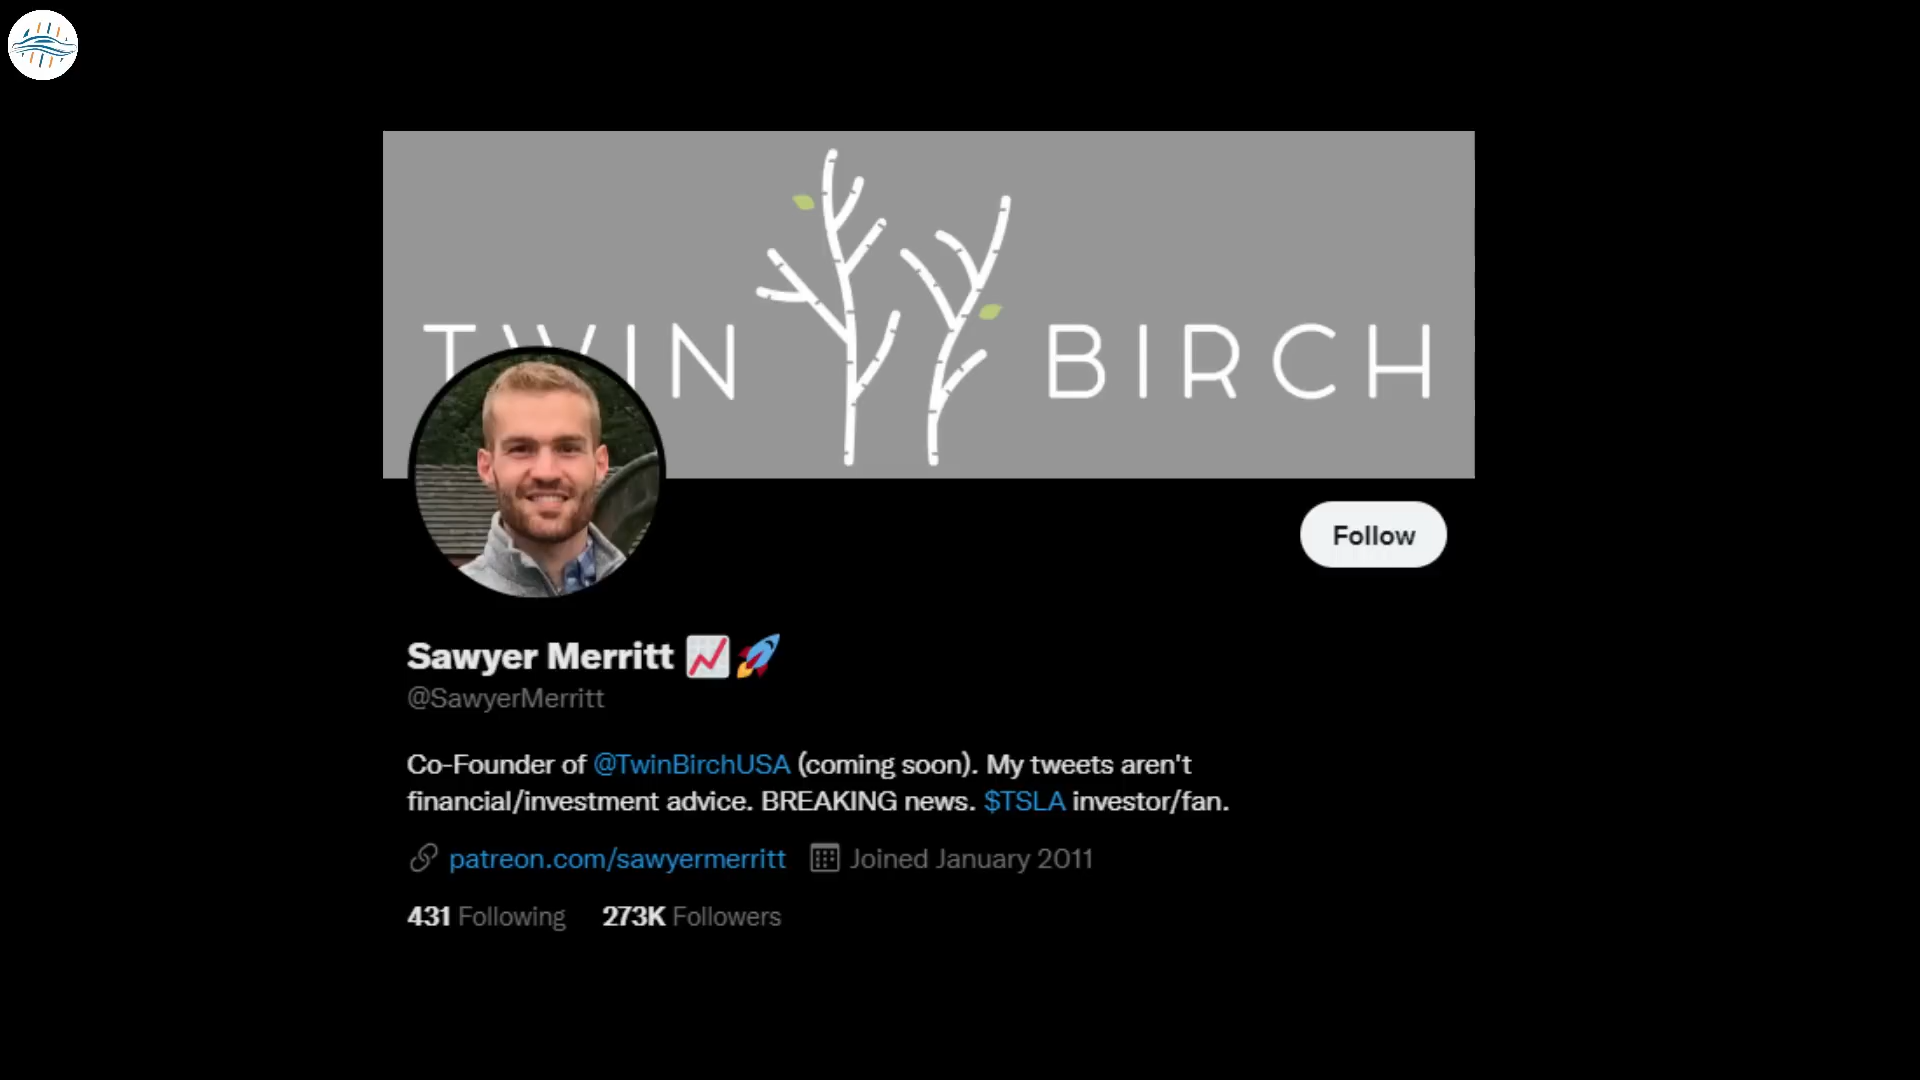 TWIN BIRCH
Follow
Sawyer Merritt 📈🚀
@SawyerMerritt
Co-Founder of @TwinBirchUSA (coming soon). My tweets aren't
financial/investment advice. BREAKING news. $TSLA investor/fan.
patreon.com/sawyermerritt Joined January 2011
431 Following 273K Followers